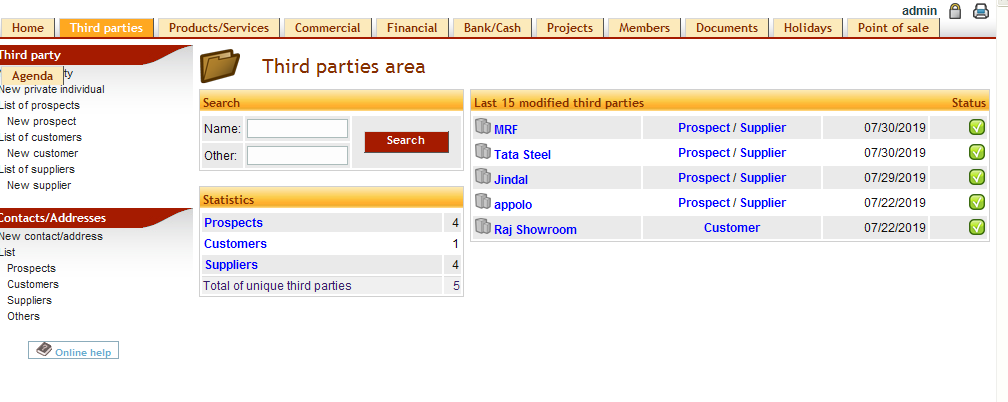 admin
Home Third parties Products/Services Commercial Financial Bank/Cash Projects Members Documents Holidays Point of sale
Agenda
Third party
New private individual
List of prospects
New prospect
List of customers
New customer
List of suppliers
New supplier
Contacts/Addresses
New contact/address
List
Prospects
Customers
Suppliers
Others
Online help
Third parties area
Search
Name:
Other:
Search
Statistics
Prospects 4
Customers 1
Suppliers 4
Total of unique third parties 5
Last 15 modified third parties Status
MRF Prospect / Supplier 07/30/2019
Tata Steel Prospect / Supplier 07/30/2019
Jindal Prospect / Supplier 07/29/2019
appolo Prospect / Supplier 07/22/2019
Raj Showroom Customer 07/22/2019